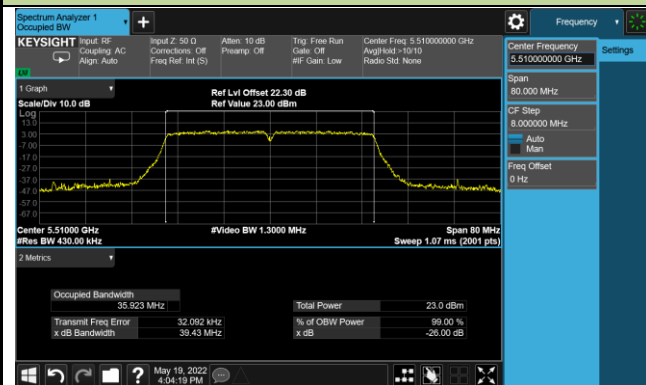 Spectrum Analyzer 1
Occupied BW
Frequency
KEYSIGHT
Input: RF
Coupling: AC
Align: Auto
Input Z: 50 Ω
Corrections: Off
Freq Ref: Int (S)
Atten: 10 dB
Preamp: Off
Trig: Free Run
Gate: Off
#IF Gain: Low
Center Freq: 5.510000000 GHz
Avg|Hold:>10/10
Radio Std: None
Center Frequency
5.510000000 GHz
Settings
Span
80.000 MHz
CF Step
8.000000 MHz
Auto
Man
Freq Offset
0 Hz
1 Graph
Scale/Div 10.0 dB
Ref Lvl Offset 22.30 dB
Ref Value 23.00 dBm
Log
13.0
3.00
-7.00
-17.0
-27.0
-37.0
-47.0
-57.0
-67.0
Center 5.51000 GHz
#Res BW 430.00 kHz
#Video BW 1.3000 MHz
Span 80 MHz
Sweep 1.07 ms (2001 pts)
2 Metrics
Occupied Bandwidth
35.923 MHz
Total Power 23.0 dBm
Transmit Freq Error 32.092 kHz
% of OBW Power 99.00 %
x dB Bandwidth 39.43 MHz
x dB -26.00 dB
?
May 19, 2022
4:04:19 PM